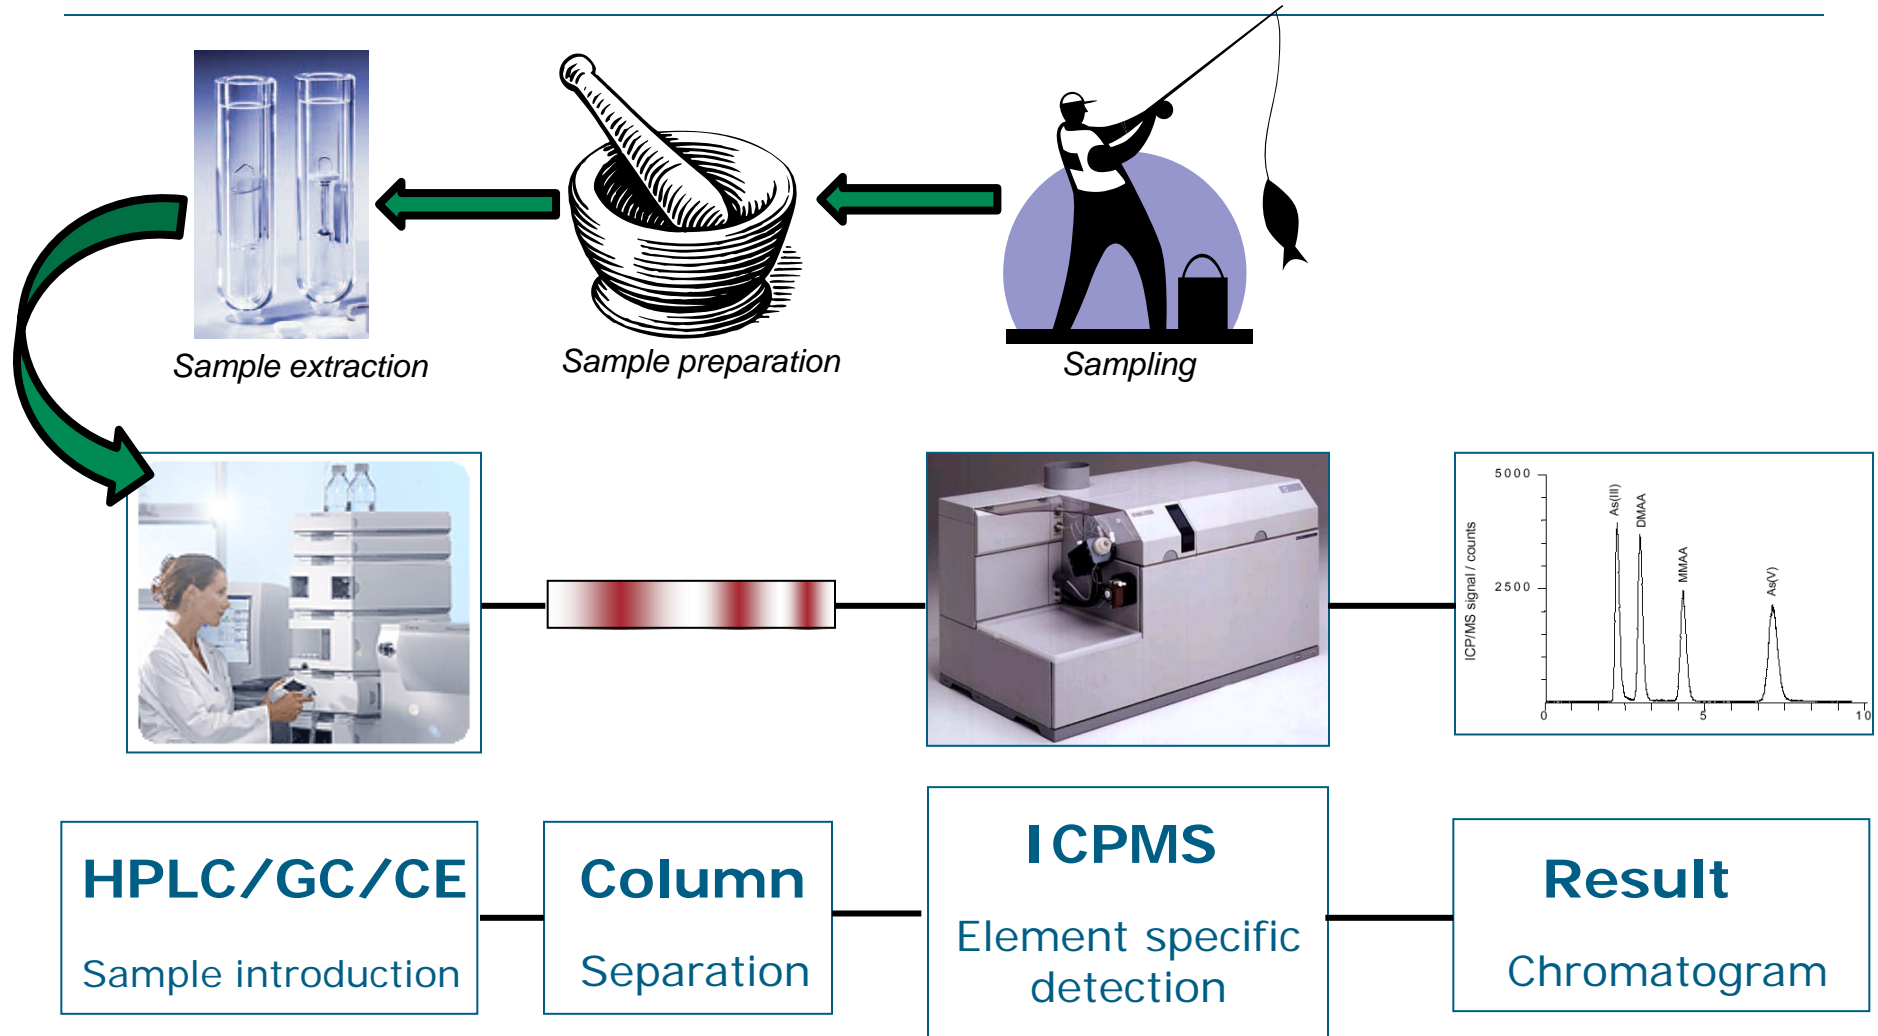 Sample extraction
Sample preparation
Sampling
5000
2500
ICP/MS signal / counts
As(III)
DMAA
MMAA
As(V)
0
5
10
HPLC/GC/CE
Sample introduction
Column
Separation
ICPMS
Element specific
detection
Result
Chromatogram